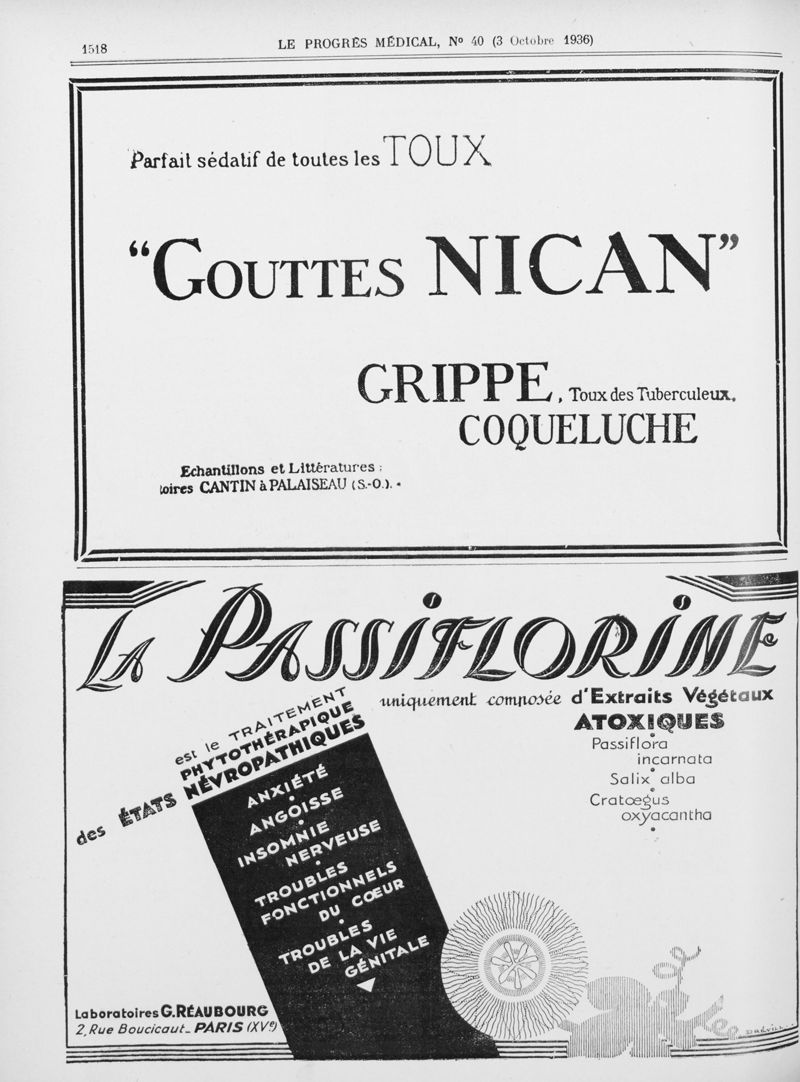 1518
LE PROGRÈS MÉDICAL, Nº 40 (3 Octobre 1936)
Parfait sédatif de toutes les TOUX
“GOUTTES NICAN”
GRIPPE, Toux des Tuberculeux,
COQUELUCHE
Echantillons et Littératures :
toires CANTIN à PALAISEAU (S.-O.).
LA PASSIFLORINE
uniquement composée d'Extraits Végétaux
ATOXIQUES
Passiflora
incarnata
Salix alba
Cratœgus
oxyacantha
est le TRAITEMENT
PHYTOTHÉRAPIQUE
des ÉTATS NÉVROPATHIQUES
ANXIÉTÉ
ANGOISSE
INSOMNIE
NERVEUSE
TROUBLES
FONCTIONNELS
DU CŒUR
TROUBLES
DE LA VIE
GÉNITALE
Laboratoires G. RÉAUBOURG
2, Rue Boucicaut_ PARIS (XVe)